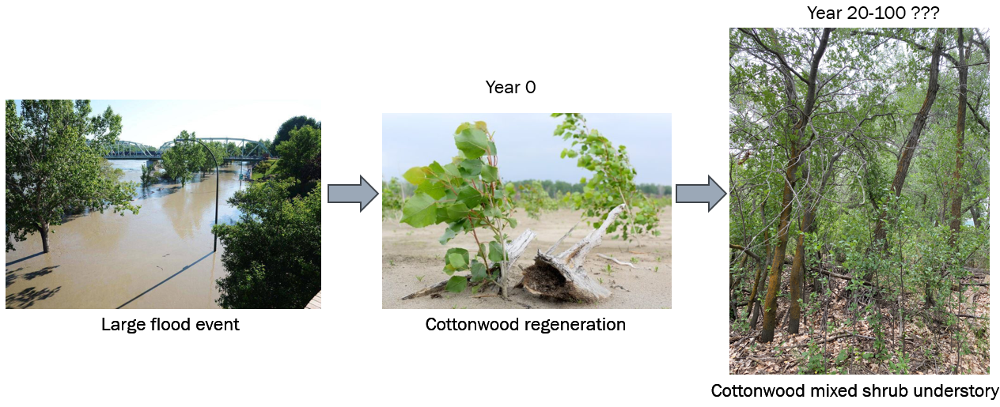 Year 20-100 ???
Year 0
Large flood event
Cottonwood regeneration
Cottonwood mixed shrub understory